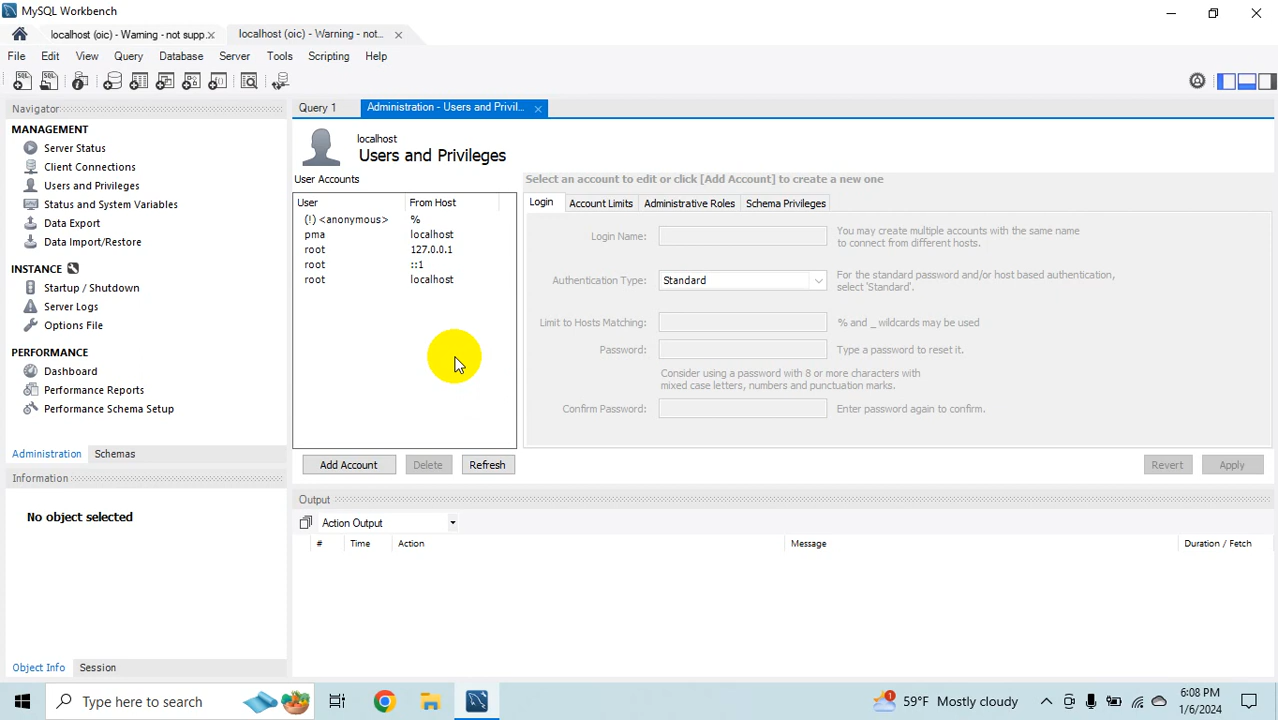 MySQL Workbench
localhost (oic) - Warning - not supp...
localhost (oic) - Warning - not...
File Edit View Query Database Server Tools Scripting Help
Navigator
MANAGEMENT
Server Status
Client Connections
Users and Privileges
Status and System Variables
Data Export
Data Import/Restore
INSTANCE
Startup / Shutdown
Server Logs
Options File
PERFORMANCE
Dashboard
Performance Reports
Performance Schema Setup
Administration Schemas
Information
No object selected
Object Info Session
Query 1
Administration - Users and Privil...
localhost
Users and Privileges
User Accounts
User From Host
(!) <anonymous> %
pma localhost
root 127.0.0.1
root ::1
root localhost
Add Account Delete Refresh
Select an account to edit or click [Add Account] to create a new one
Login Account Limits Administrative Roles Schema Privileges
Login Name:
You may create multiple accounts with the same name
to connect from different hosts.
Authentication Type: Standard
For the standard password and/or host based authentication,
select 'Standard'.
Limit to Hosts Matching: % and _ wildcards may be used
Password: Type a password to reset it.
Consider using a password with 8 or more characters with
mixed case letters, numbers and punctuation marks.
Confirm Password: Enter password again to confirm.
Revert Apply
Output
Action Output
# Time Action Message Duration / Fetch
Type here to search
1
59°F Mostly cloudy
6:08 PM
1/6/2024